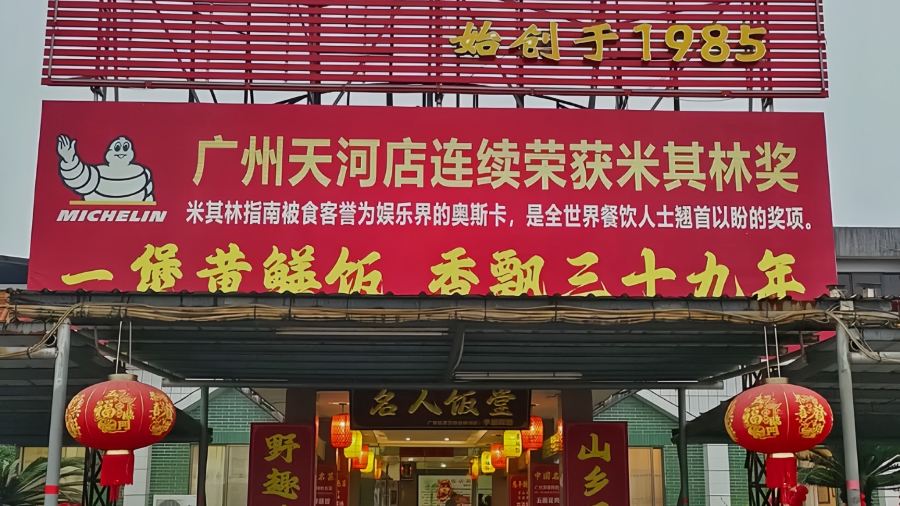 始创于1985
广州天河店连续荣获米其林奖
MICHELIN
米其林指南被食客誉为娱乐界的奥斯卡，是全世界餐饮人士翘首以盼的奖项。
一煲黄鳝饭 香飘三十九年
名人饭堂
野趣
山乡